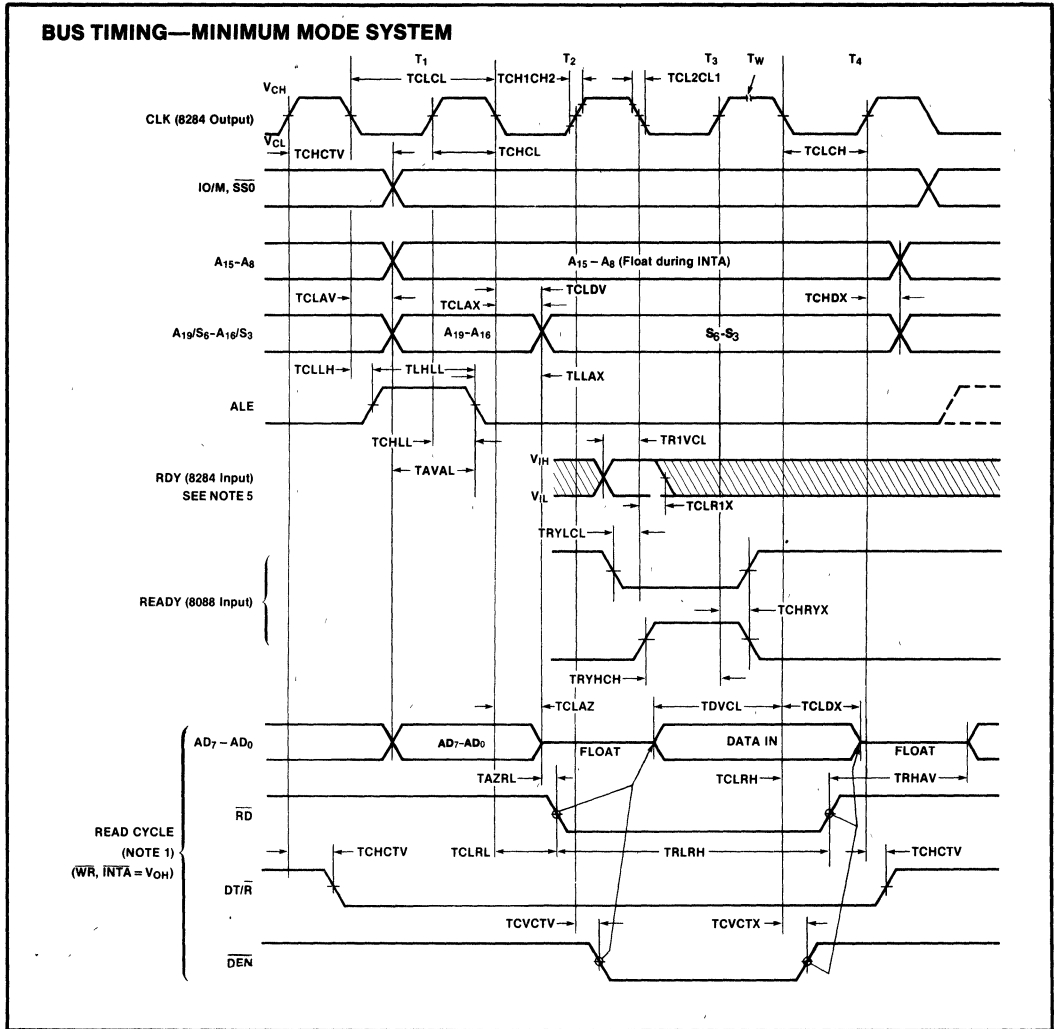 BUS TIMING—MINIMUM MODE SYSTEM
T1 T2 T3 TW T4
TCLCL TCH1CH2 TCL2CL1
VCH
CLK (8284 Output)
VCL
TCHCTV TCHCL TCLCH
IO/M, SS0
A15-A8 A15 – A8 (Float during INTA)
TCLDV
TCLAV TCLAX TCHDX
A19/S6-A16/S3 A19-A16 S6-S3
TCLLH TLHLL TLLAX
ALE
TCHLL TR1VCL
TAVAL VIH
RDY (8284 Input)
SEE NOTE 5 VIL
TCLR1X
TRYLCL
READY (8088 Input) TCHRYX
TRYHCH
TCLAZ TDVCL TCLDX
AD7 – AD0 AD7-AD0 FLOAT DATA IN FLOAT
TAZRL TCLRH TRHAV
RD
READ CYCLE
(NOTE 1) TCHCTV TCLRL TRLRH TCHCTV
(WR, INTA = VOH)
DT/R
TCVCTV TCVCTX
DEN